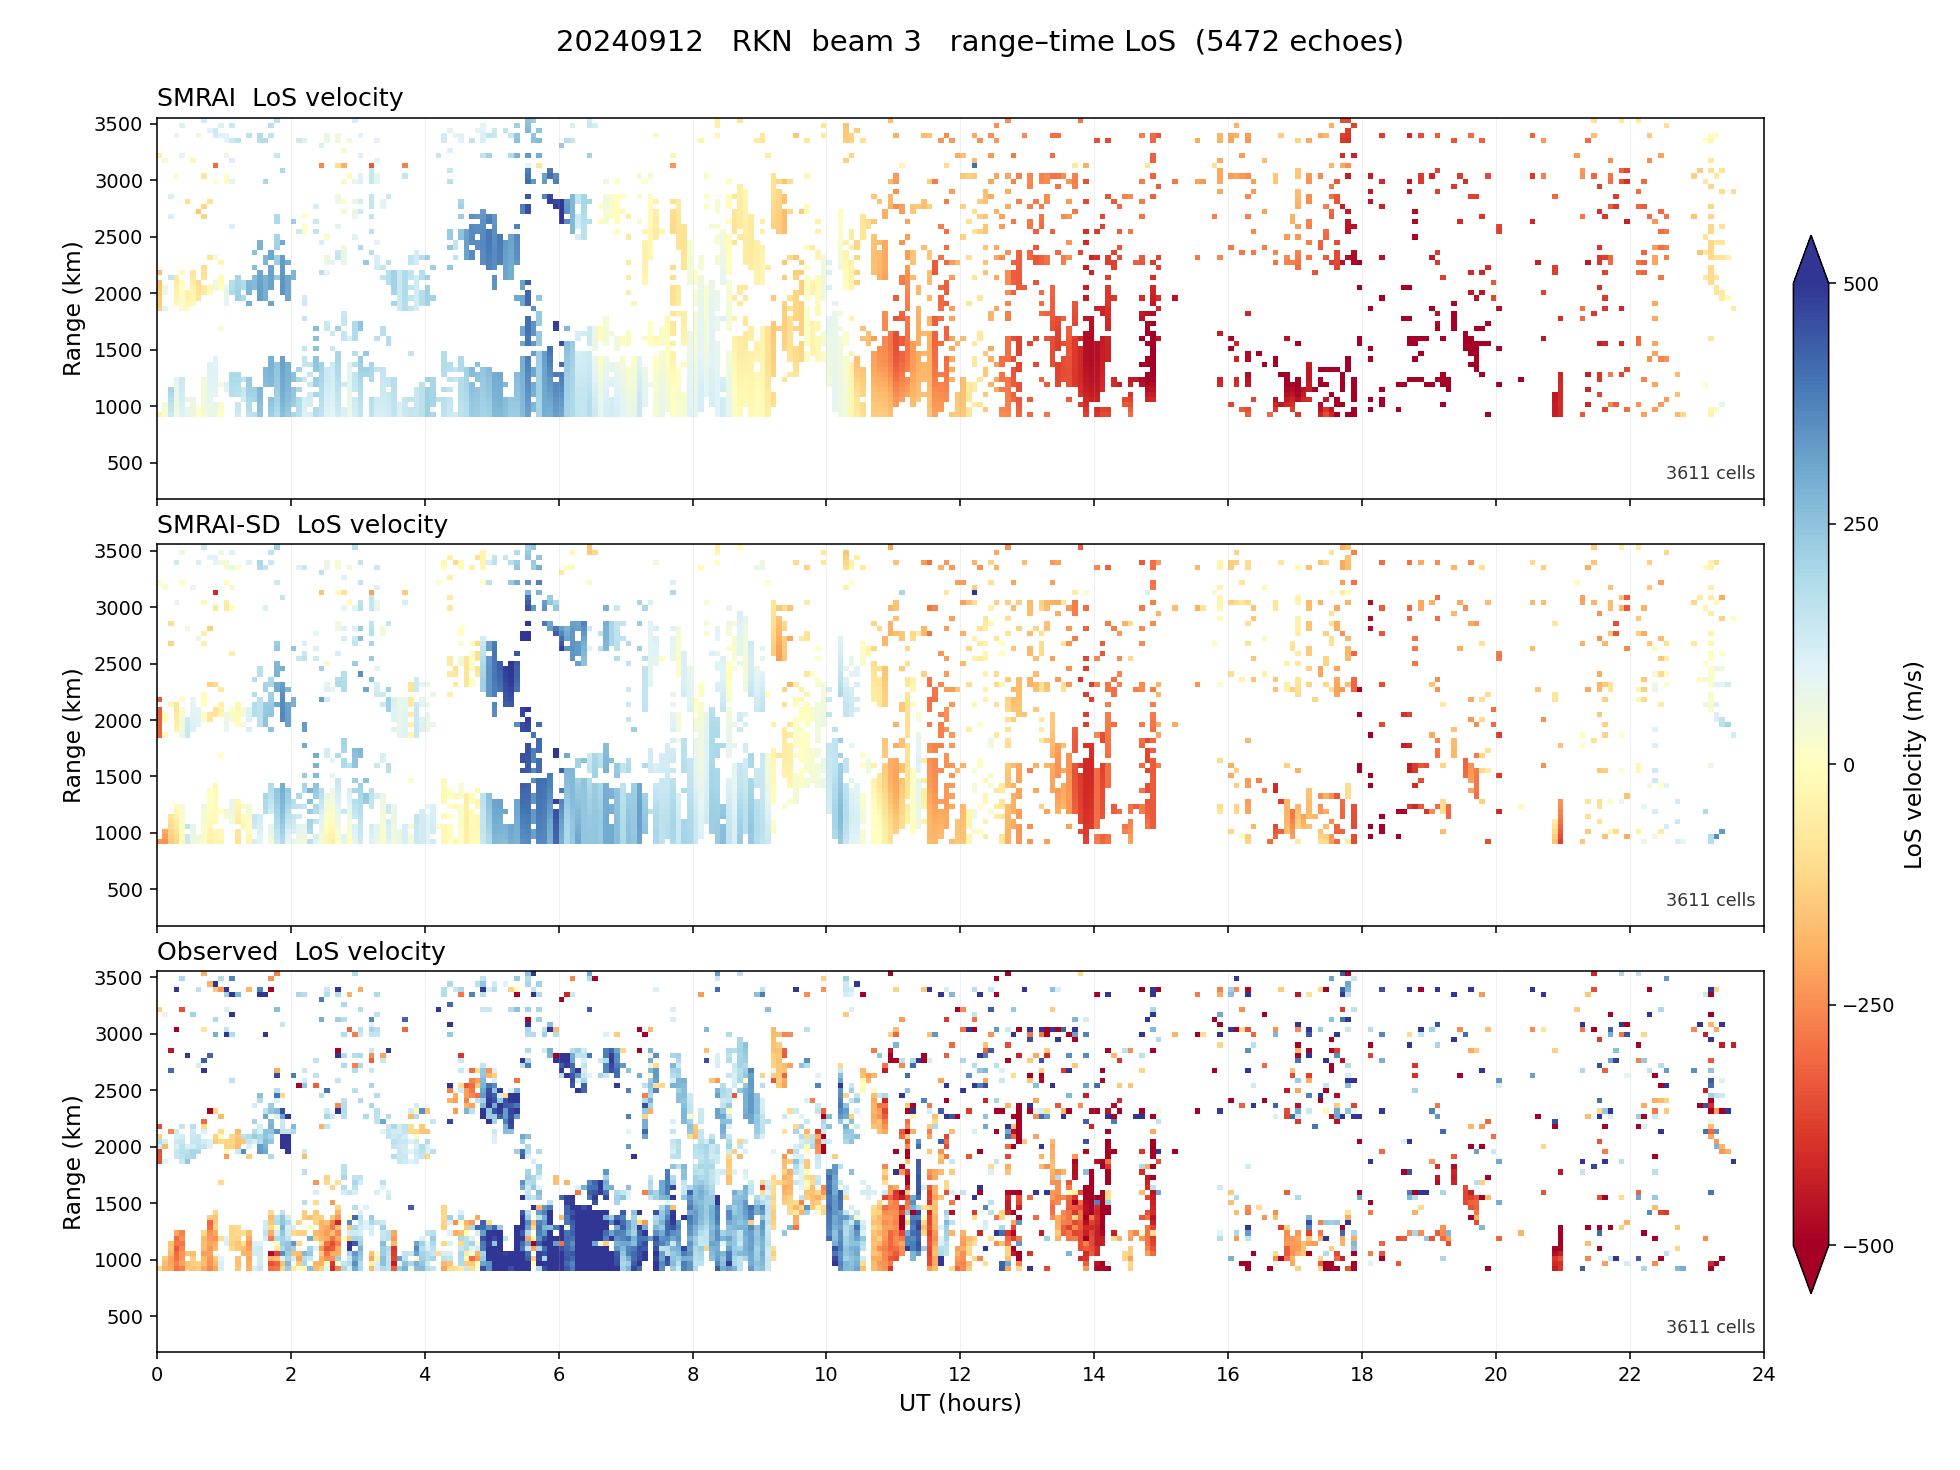 20240912   RKN  beam 3   range–time LoS  (5472 echoes)
SMRAI  LoS velocity
3500
3000
2500
2000
1500
1000
500
Range (km)
3611 cells
SMRAI-SD  LoS velocity
3500
3000
2500
2000
1500
1000
500
Range (km)
3611 cells
Observed  LoS velocity
3500
3000
2500
2000
1500
1000
500
Range (km)
3611 cells
0 2 4 6 8 10 12 14 16 18 20 22 24
UT (hours)
500
250
0
−250
−500
LoS velocity (m/s)